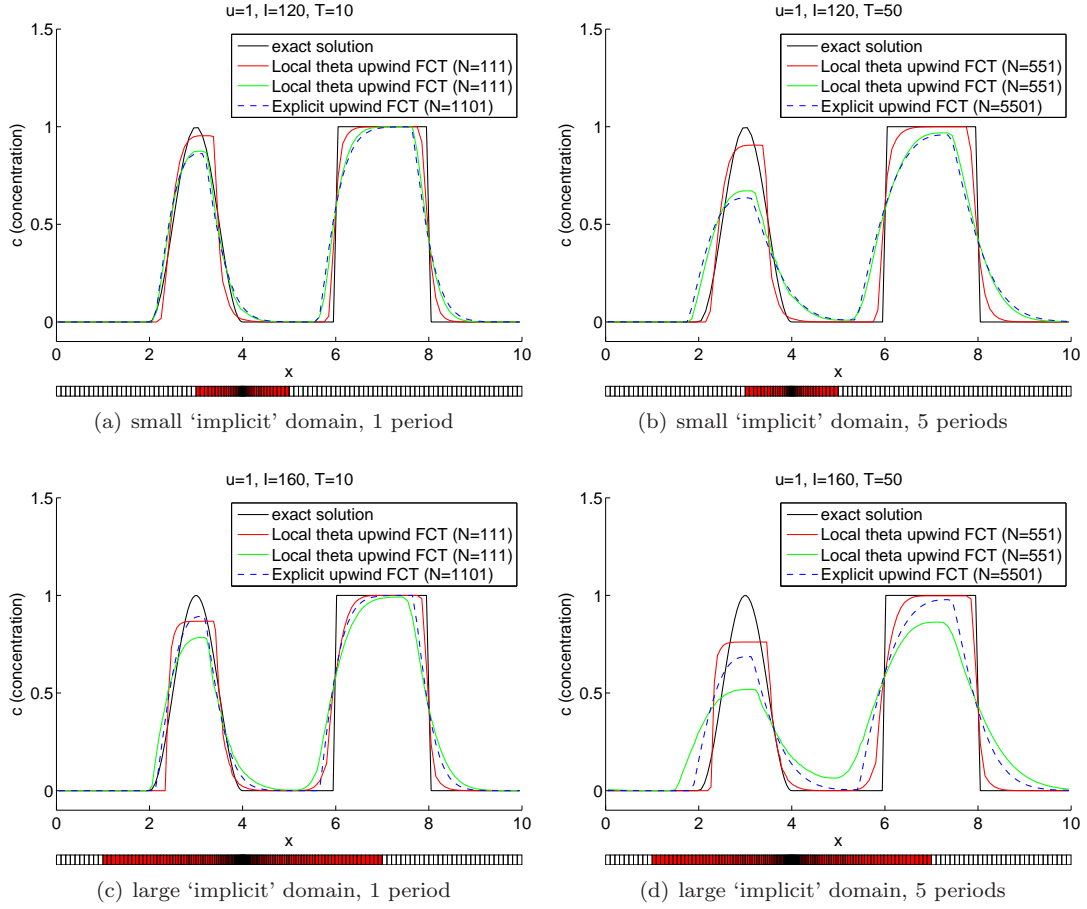 u=1, I=120, T=10
1.5
1
0.5
0
c (concentration)
exact solution
Local theta upwind FCT (N=111)
Local theta upwind FCT (N=111)
Explicit upwind FCT (N=1101)
0 2 4 6 8 10
x
(a) small ‘implicit’ domain, 1 period
u=1, I=120, T=50
1.5
1
0.5
0
c (concentration)
exact solution
Local theta upwind FCT (N=551)
Local theta upwind FCT (N=551)
Explicit upwind FCT (N=5501)
0 2 4 6 8 10
x
(b) small ‘implicit’ domain, 5 periods
u=1, I=160, T=10
1.5
1
0.5
0
c (concentration)
exact solution
Local theta upwind FCT (N=111)
Local theta upwind FCT (N=111)
Explicit upwind FCT (N=1101)
0 2 4 6 8 10
x
(c) large ‘implicit’ domain, 1 period
u=1, I=160, T=50
1.5
1
0.5
0
c (concentration)
exact solution
Local theta upwind FCT (N=551)
Local theta upwind FCT (N=551)
Explicit upwind FCT (N=5501)
0 2 4 6 8 10
x
(d) large ‘implicit’ domain, 5 periods